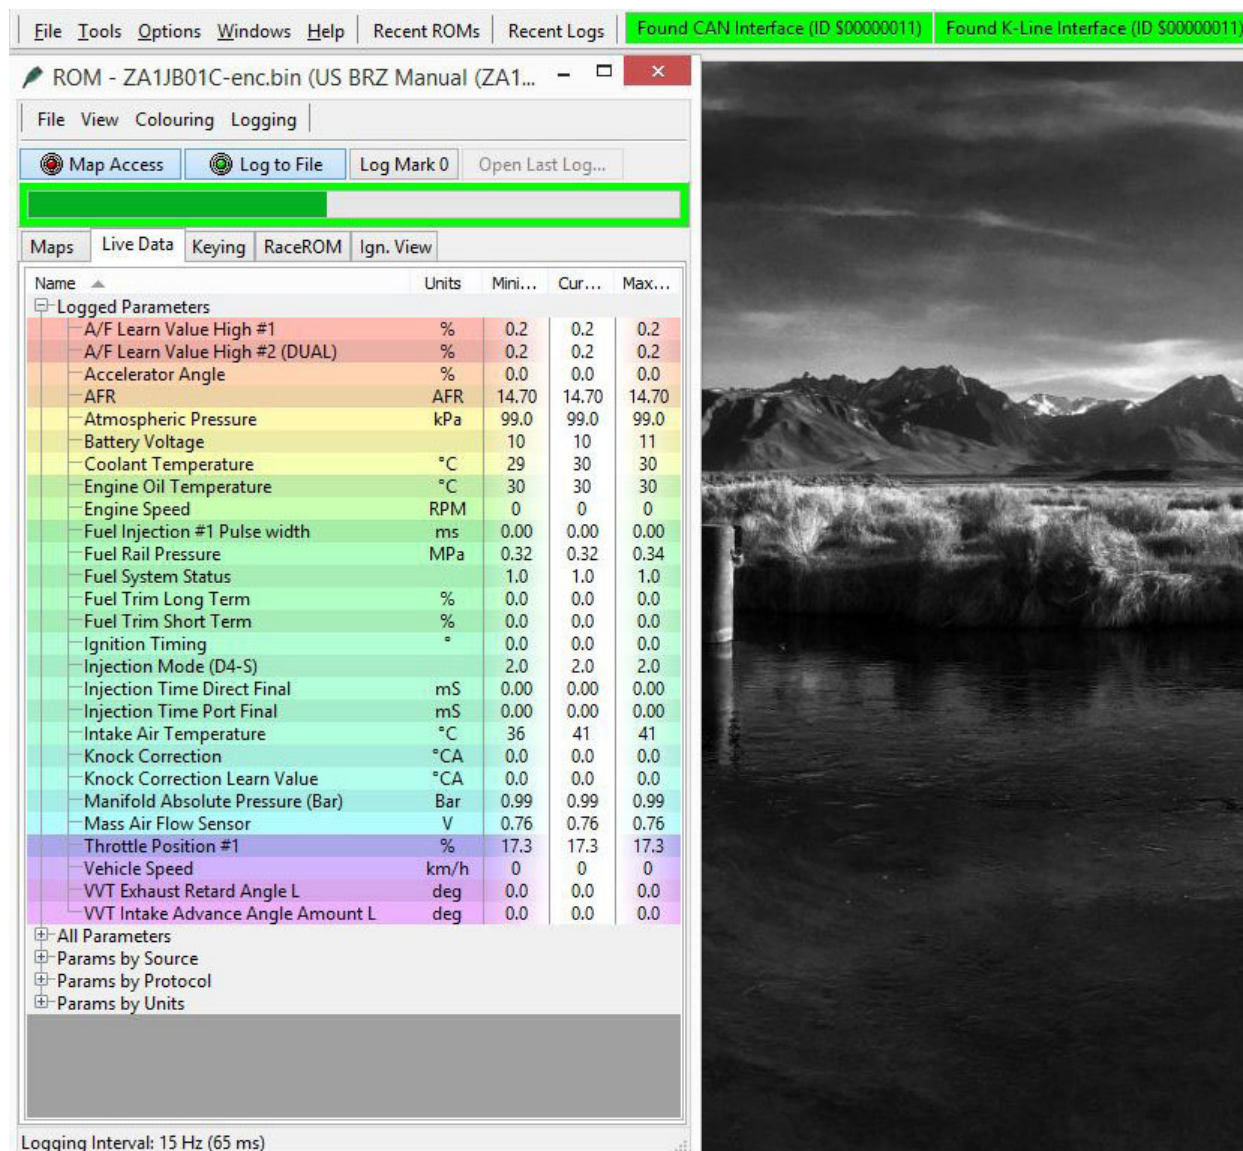 File Tools Options Windows Help Recent ROMs Recent Logs Found CAN Interface (ID $00000011) Found K-Line Interface (ID $00000011)
ROM - ZA1JB01C-enc.bin (US BRZ Manual (ZA1...
File View Colouring Logging
Map Access Log to File Log Mark 0 Open Last Log...
Maps Live Data Keying RaceROM Ign. View
Name Units Mini... Cur... Max...
Logged Parameters
A/F Learn Value High #1 % 0.2 0.2 0.2
A/F Learn Value High #2 (DUAL) % 0.2 0.2 0.2
Accelerator Angle % 0.0 0.0 0.0
AFR AFR 14.70 14.70 14.70
Atmospheric Pressure kPa 99.0 99.0 99.0
Battery Voltage 10 10 11
Coolant Temperature °C 29 30 30
Engine Oil Temperature °C 30 30 30
Engine Speed RPM 0 0 0
Fuel Injection #1 Pulse width ms 0.00 0.00 0.00
Fuel Rail Pressure MPa 0.32 0.32 0.34
Fuel System Status 1.0 1.0 1.0
Fuel Trim Long Term % 0.0 0.0 0.0
Fuel Trim Short Term % 0.0 0.0 0.0
Ignition Timing ° 0.0 0.0 0.0
Injection Mode (D4-S) 2.0 2.0 2.0
Injection Time Direct Final mS 0.00 0.00 0.00
Injection Time Port Final mS 0.00 0.00 0.00
Intake Air Temperature °C 36 41 41
Knock Correction °CA 0.0 0.0 0.0
Knock Correction Learn Value °CA 0.0 0.0 0.0
Manifold Absolute Pressure (Bar) Bar 0.99 0.99 0.99
Mass Air Flow Sensor V 0.76 0.76 0.76
Throttle Position #1 % 17.3 17.3 17.3
Vehicle Speed km/h 0 0 0
VVT Exhaust Retard Angle L deg 0.0 0.0 0.0
VVT Intake Advance Angle Amount L deg 0.0 0.0 0.0
All Parameters
Params by Source
Params by Protocol
Params by Units
Logging Interval: 15 Hz (65 ms)